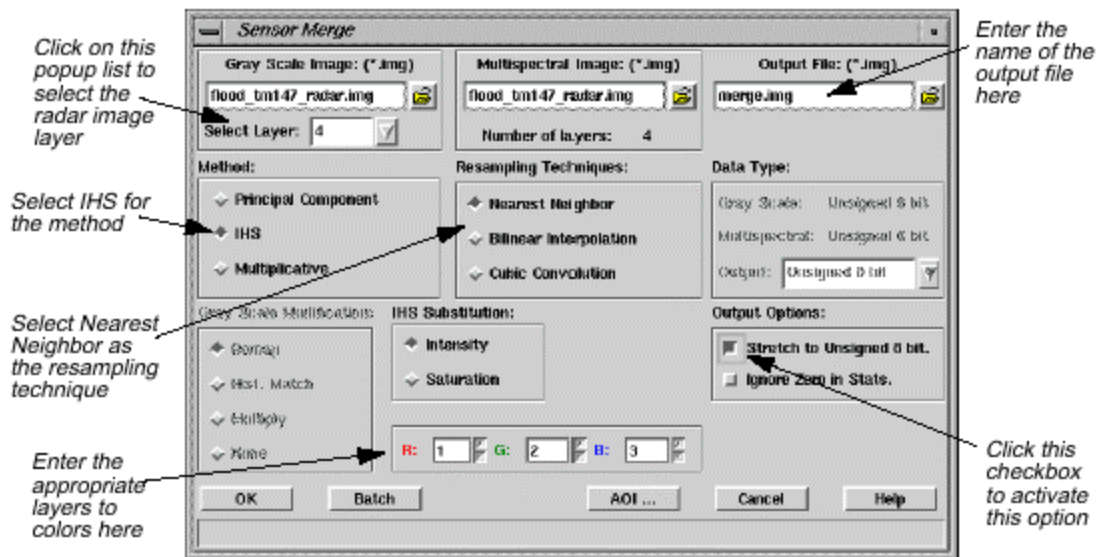 Sensor Merge
Click on this
popup list to
select the
radar image
layer
Enter the
name of the
output file
here
Gray Scale Image: (*.img)
flood_tm147_radar.img
Select Layer: 4
Multispectral Image: (*.img)
flood_tm147_radar.img
Number of layers: 4
Output File: (*.img)
merge.img
Select IHS for
the method
Method:
Principal Component
IHS
Multiplicative
Resampling Techniques:
Nearest Neighbor
Bilinear Interpolation
Cubic Convolution
Data Type:
Gray Scale: Unsigned 8 bit
Multispectral: Unsigned 8 bit
Output: Unsigned 8 bit
Select Nearest
Neighbor as
the resampling
technique
Gray Scale Modification:
Remap
Hist. Match
Multiply
None
IHS Substitution:
Intensity
Saturation
Output Options:
Stretch to Unsigned 8 bit.
Ignore Zero in Stats.
Enter the
appropriate
layers to
colors here
R: 1 G: 2 B: 3
Click this
checkbox
to activate
this option
OK Batch AOI ... Cancel Help